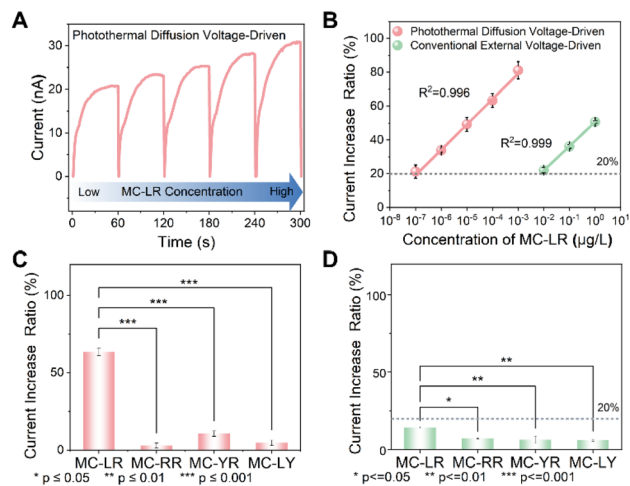 A
Photothermal Diffusion Voltage-Driven
Current (nA)
30
20
10
0
Low MC-LR Concentration High
0 60 120 180 240 300
Time (s)
B
Photothermal Diffusion Voltage-Driven
Conventional External Voltage-Driven
Current Increase Ratio (%)
100
80
60
40
20
0
R²=0.996
R²=0.999
20%
10⁻⁸ 10⁻⁷ 10⁻⁶ 10⁻⁵ 10⁻⁴ 10⁻³ 10⁻² 10⁻¹ 10⁰ 10¹
Concentration of MC-LR (μg/L)
C
Current Increase Ratio (%)
100
50
0
***
***
***
MC-LR MC-RR MC-YR MC-LY
* p ≤ 0.05 ** p ≤ 0.01 *** p ≤ 0.001
D
Current Increase Ratio (%)
100
50
0
**
**
*
20%
MC-LR MC-RR MC-YR MC-LY
* p<=0.05 ** p<=0.01 *** p<=0.001